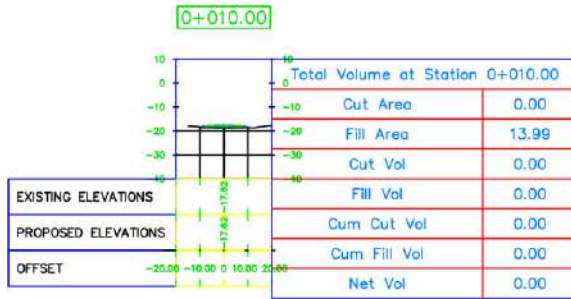 0+010.00
10 10
0 0
-10 -10
-20 -20
-30 -30
-40 -40
Total Volume at Station 0+010.00
Cut Area 0.00
Fill Area 13.99
Cut Vol 0.00
Fill Vol 0.00
Cum Cut Vol 0.00
Cum Fill Vol 0.00
Net Vol 0.00
EXISTING ELEVATIONS -17.62
PROPOSED ELEVATIONS -17.62
OFFSET -20.00 -10.00 0 10.00 20.00